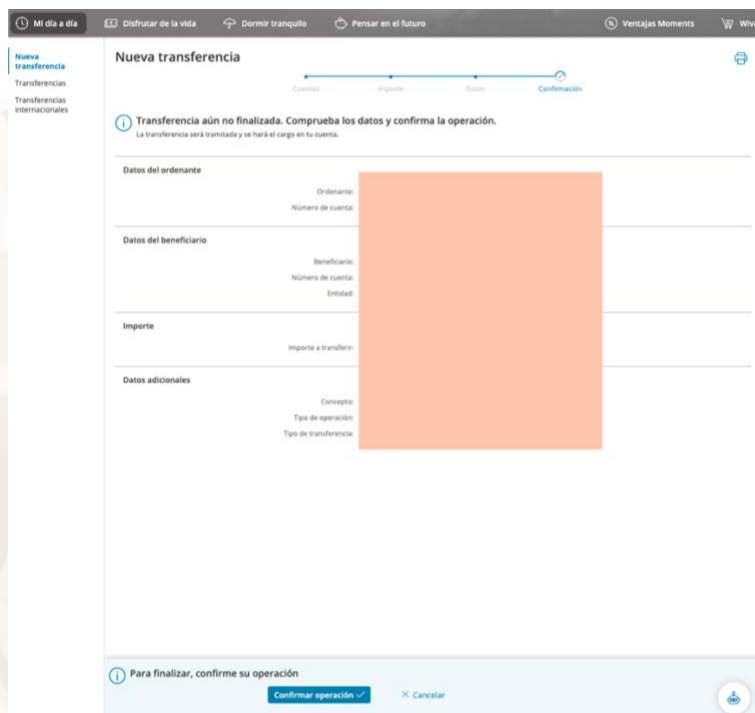 Mi día a día
Disfrutar de la vida
Dormir tranquilo
Pensar en el futuro
Ventajas Moments
Nueva transferencia
Transferencias
Transferencias internacionales
Nueva transferencia
Cuentas
Importe
Datos
Confirmación
Transferencia aún no finalizada. Comprueba los datos y confirma la operación.
La transferencia será tramitada y se hará el cargo en tu cuenta.
Datos del ordenante
Ordenante:
Número de cuenta:
Datos del beneficiario
Beneficiario:
Número de cuenta:
Entidad:
Importe
Importe a transferir:
Datos adicionales
Concepto:
Tipo de operación:
Tipo de transferencia:
Para finalizar, confirme su operación
Confirmar operación
Cancelar